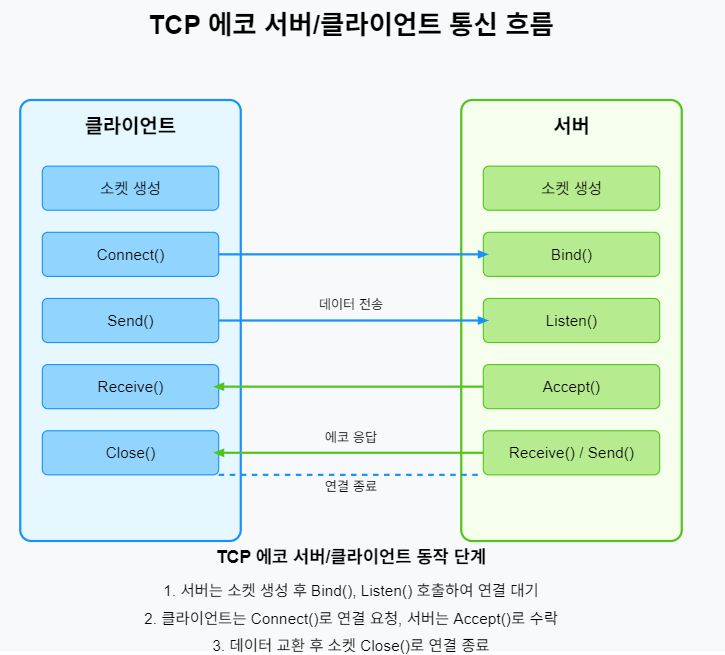 TCP 에코 서버/클라이언트 통신 흐름
클라이언트
서버
소켓 생성
소켓 생성
Connect()
Bind()
데이터 전송
Send()
Listen()
Receive()
Accept()
에코 응답
Close()
Receive() / Send()
연결 종료
TCP 에코 서버/클라이언트 동작 단계
1. 서버는 소켓 생성 후 Bind(), Listen() 호출하여 연결 대기
2. 클라이언트는 Connect()로 연결 요청, 서버는 Accept()로 수락
3. 데이터 교환 후 소켓 Close()로 연결 종료